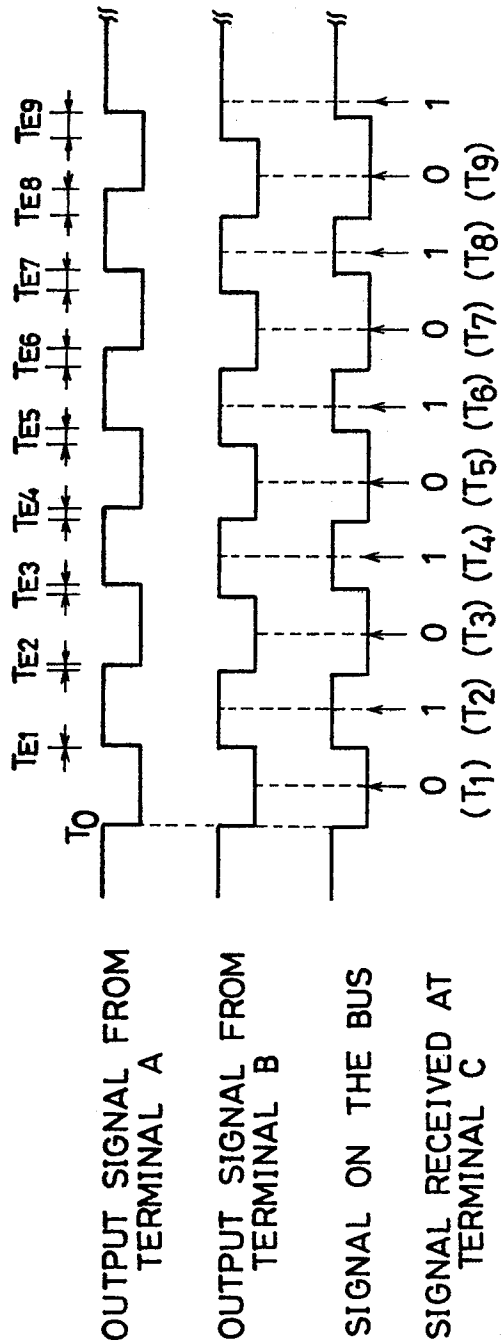 TE1 TE2 TE3 TE4 TE5 TE6 TE7 TE8 TE9
T0
OUTPUT SIGNAL FROM
TERMINAL A
OUTPUT SIGNAL FROM
TERMINAL B
SIGNAL ON THE BUS
SIGNAL RECEIVED AT
TERMINAL C
0 1 0 1 0 1 0 1 0 1
(T1) (T2) (T3) (T4) (T5) (T6) (T7) (T8) (T9)